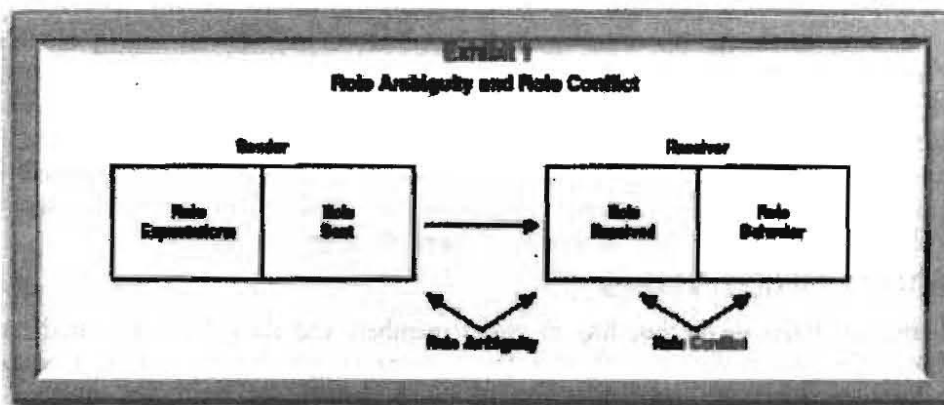 Exhibit 1
Role Ambiguity and Role Conflict
Sender
Receiver
Role
Expectations
Role
Sent
Role
Received
Role
Behavior
Role Ambiguity
Role Conflict